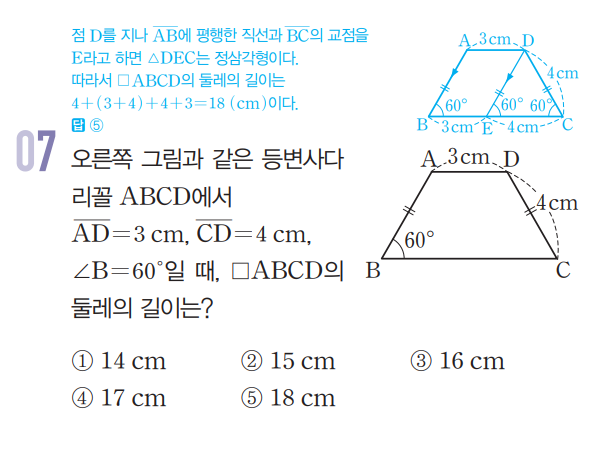 점 D를 지나 AB에 평행한 직선과 BC의 교점을
E라고 하면 △DEC는 정삼각형이다.
따라서 □ABCD의 둘레의 길이는
4+(3+4)+4+3=18 (cm)이다.
답 ⑤
A 3cm D
4cm
60° 60° 60°
B 3cm E 4cm C
07 오른쪽 그림과 같은 등변사다
리꼴 ABCD에서
AD=3 cm, CD=4 cm,
∠B=60°일 때, □ABCD의
둘레의 길이는?
A 3cm D
4cm
60°
B C
① 14 cm ② 15 cm ③ 16 cm
④ 17 cm ⑤ 18 cm